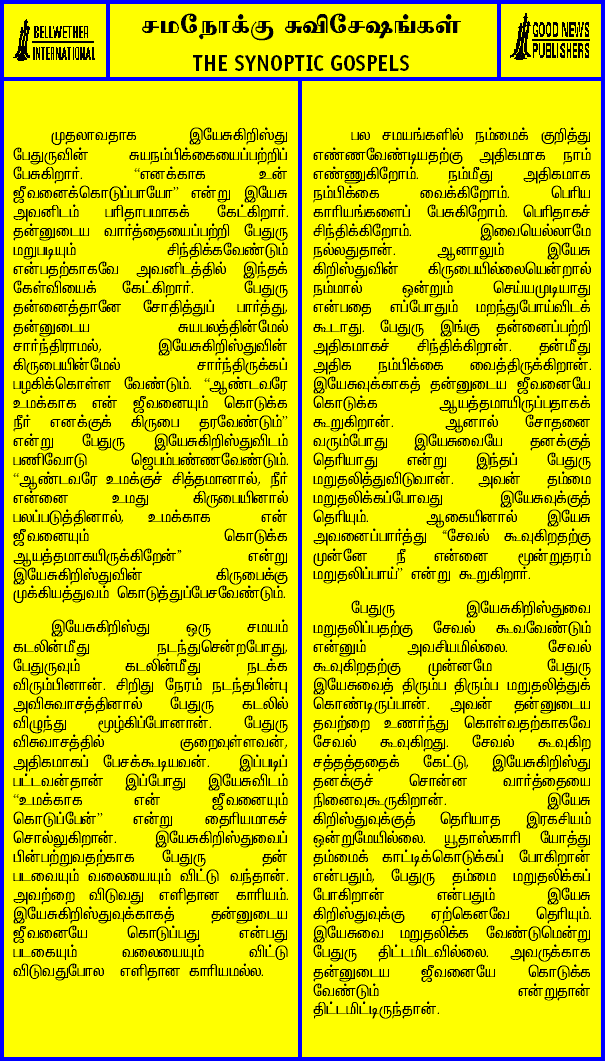 BELLWETHER
INTERNATIONAL
சமநோக்கு சுவிசேஷங்கள்
THE SYNOPTIC GOSPELS
GOOD NEWS
PUBLISHERS
முதலாவதாக இயேசுகிறிஸ்து
பேதுருவின் சுயநம்பிக்கையைப்பற்றிப்
பேசுகிறார். “எனக்காக உன்
ஜீவனைக்கொடுப்பாயோ” என்று இயேசு
அவனிடம் பரிதாபமாகக் கேட்கிறார்.
தன்னுடைய வார்த்தையைப்பற்றி பேதுரு
மறுபடியும் சிந்திக்கவேண்டும்
என்பதற்காகவே அவனிடத்தில் இந்தக்
கேள்வியைக் கேட்கிறார். பேதுரு
தன்னைத்தானே சோதித்துப் பார்த்து,
தன்னுடைய சுயபலத்தின்மேல்
சார்ந்திராமல், இயேசுகிறிஸ்துவின்
கிருபையின்மேல் சார்ந்திருக்கப்
பழகிக்கொள்ள வேண்டும். “ஆண்டவரே
உமக்காக என் ஜீவனையும் கொடுக்க
நீர் எனக்குக் கிருபை தரவேண்டும்”
என்று பேதுரு இயேசுகிறிஸ்துவிடம்
பணிவோடு ஜெபம்பண்ணவேண்டும்.
“ஆண்டவரே உமக்குச் சித்தமானால், நீர்
என்னை உமது கிருபையினால்
பலப்படுத்தினால், உமக்காக என்
ஜீவனையும் கொடுக்க
ஆயத்தமாகயிருக்கிறேன்” என்று
இயேசுகிறிஸ்துவின் கிருபைக்கு
முக்கியத்துவம் கொடுத்துப்பேசவேண்டும்.
இயேசுகிறிஸ்து ஒரு சமயம்
கடலின்மீது நடந்துசென்றபோது,
பேதுருவும் கடலின்மீது நடக்க
விரும்பினான். சிறிது நேரம் நடந்தபின்பு
அவிசுவாசத்தினால் பேதுரு கடலில்
விழுந்து மூழ்கிப்போனான். பேதுரு
விசுவாசத்தில் குறைவுள்ளவன்,
அதிகமாகப் பேசக்கூடியவன். இப்படிப்
பட்டவன்தான் இப்போது இயேசுவிடம்
“உமக்காக என் ஜீவனையும்
கொடுப்பேன்” என்று தைரியமாகச்
சொல்லுகிறான். இயேசுகிறிஸ்துவைப்
பின்பற்றுவதற்காக பேதுரு தன்
படவையும் வலையையும் விட்டு வந்தான்.
அவற்றை விடுவது எளிதான காரியம்.
இயேசுகிறிஸ்துவுக்காகத் தன்னுடைய
ஜீவனையே கொடுப்பது என்பது
படகையும் வலையையும் விட்டு
விடுவதுபோல எளிதான காரியமல்ல.
பல சமயங்களில் நம்மைக் குறித்து
எண்ணவேண்டியதற்கு அதிகமாக நாம்
எண்ணுகிறோம். நம்மீது அதிகமாக
நம்பிக்கை வைக்கிறோம். பெரிய
காரியங்களைப் பேசுகிறோம். பெரிதாகச்
சிந்திக்கிறோம். இவையெல்லாமே
நல்லதுதான். ஆனாலும் இயேசு
கிறிஸ்துவின் கிருபையில்லையென்றால்
நம்மால் ஒன்றும் செய்யமுடியாது
என்பதை எப்போதும் மறந்துபோய்விடக்
கூடாது. பேதுரு இங்கு தன்னைப்பற்றி
அதிகமாகச் சிந்திக்கிறான். தன்மீது
அதிக நம்பிக்கை வைத்திருக்கிறான்.
இயேசுவுக்காகத் தன்னுடைய ஜீவனையே
கொடுக்க ஆயத்தமாயிருப்பதாகக்
கூறுகிறான். ஆனால் சோதனை
வரும்போது இயேசுவையே தனக்குத்
தெரியாது என்று இந்தப் பேதுரு
மறுதலித்துவிடுவான். அவன் தம்மை
மறுதலிக்கப்போவது இயேசுவுக்குத்
தெரியும். ஆகையினால் இயேசு
அவனைப்பார்த்து “சேவல் கூவுகிறதற்கு
முன்னே நீ என்னை மூன்றுதரம்
மறுதலிப்பாய்” என்று கூறுகிறார்.
பேதுரு இயேசுகிறிஸ்துவை
மறுதலிப்பதற்கு சேவல் கூவவேண்டும்
என்னும் அவசியமில்லை. சேவல்
கூவுகிறதற்கு முன்னமே பேதுரு
இயேசுவைத் திரும்ப திரும்ப மறுதலித்துக்
கொண்டிருப்பான். அவன் தன்னுடைய
தவற்றை உணர்ந்து கொள்வதற்காகவே
சேவல் கூவுகிறது. சேவல் கூவுகிற
சத்தத்தைக் கேட்டு, இயேசுகிறிஸ்து
தனக்குச் சொன்ன வார்த்தையை
நினைவுகூருகிறான். இயேசு
கிறிஸ்துவுக்குத் தெரியாத இரகசியம்
ஒன்றுமேயில்லை. யூதாஸ்காரி யோத்து
தம்மைக் காட்டிக்கொடுக்கப் போகிறான்
என்பதும், பேதுரு தம்மை மறுதலிக்கப்
போகிறான் என்பதும் இயேசு
கிறிஸ்துவுக்கு ஏற்கெனவே தெரியும்.
இயேசுவை மறுதலிக்க வேண்டுமென்று
பேதுரு திட்டமிடவில்லை. அவருக்காக
தன்னுடைய ஜீவனையே கொடுக்க
வேண்டும் என்றுதான்
திட்டமிட்டிருந்தான்.